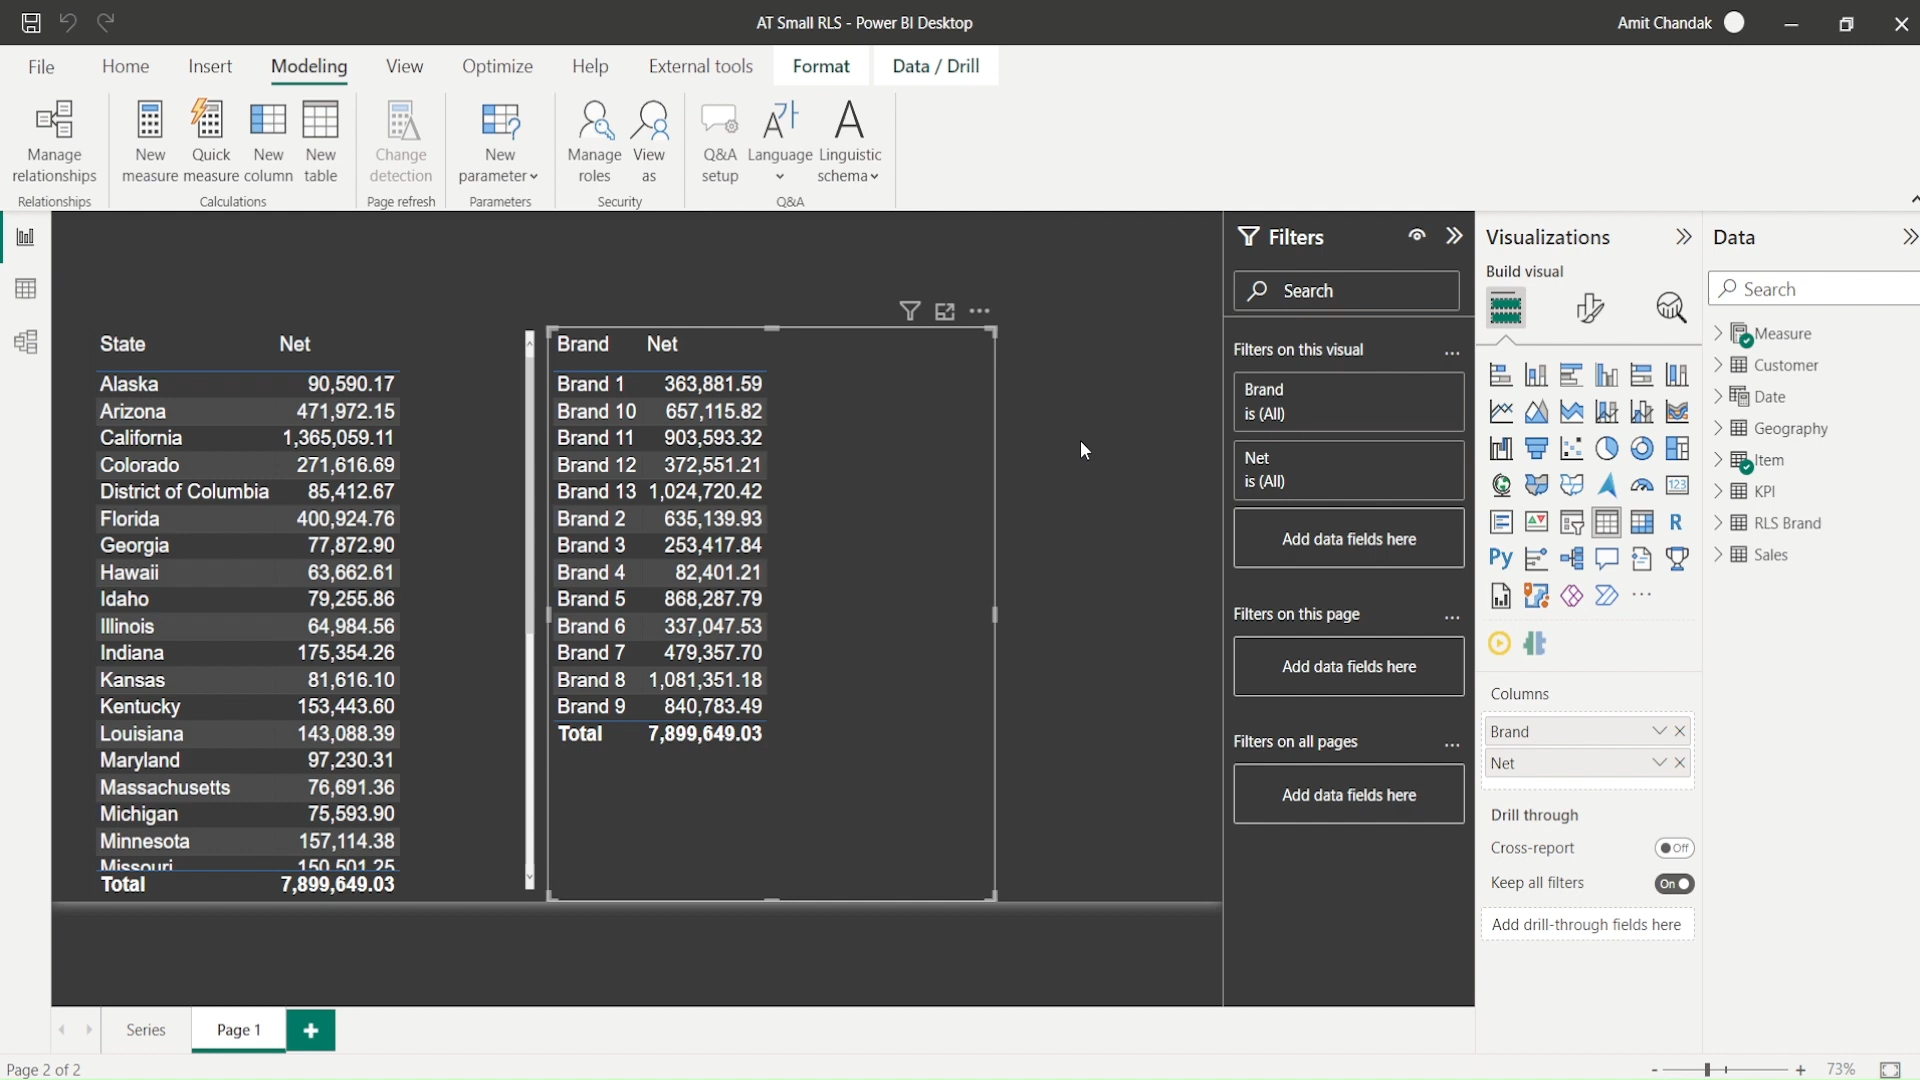 AT Small RLS - Power BI Desktop
Amit Chandak
File Home Insert Modeling View Optimize Help External tools Format Data / Drill
Manage relationships
New measure
Quick measure
New column
New table
Change detection
New parameter
Manage roles
View as
Q&A setup
Language
Linguistic schema
Relationships Calculations Page refresh Parameters Security Q&A
State Net
Alaska 90,590.17
Arizona 471,972.15
California 1,365,059.11
Colorado 271,616.69
District of Columbia 85,412.67
Florida 400,924.76
Georgia 77,872.90
Hawaii 63,662.61
Idaho 79,255.86
Illinois 64,984.56
Indiana 175,354.26
Kansas 81,616.10
Kentucky 153,443.60
Louisiana 143,088.39
Maryland 97,230.31
Massachusetts 76,691.36
Michigan 75,593.90
Minnesota 157,114.38
Missouri 150,501.25
Total 7,899,649.03
Brand Net
Brand 1 363,881.59
Brand 10 657,115.82
Brand 11 903,593.32
Brand 12 372,551.21
Brand 13 1,024,720.42
Brand 2 635,139.93
Brand 3 253,417.84
Brand 4 82,401.21
Brand 5 868,287.79
Brand 6 337,047.53
Brand 7 479,357.70
Brand 8 1,081,351.18
Brand 9 840,783.49
Total 7,899,649.03
Filters
Search
Filters on this visual ...
Brand
is (All)
Net
is (All)
Add data fields here
Filters on this page ...
Add data fields here
Filters on all pages ...
Add data fields here
Visualizations
Build visual
123
R
Py
...
Columns
Brand
Net
Drill through
Cross-report Off
Keep all filters On
Add drill-through fields here
Data
Search
Measure
Customer
Date
Geography
Item
KPI
RLS Brand
Sales
Series Page 1 +
Page 2 of 2
- + 73%